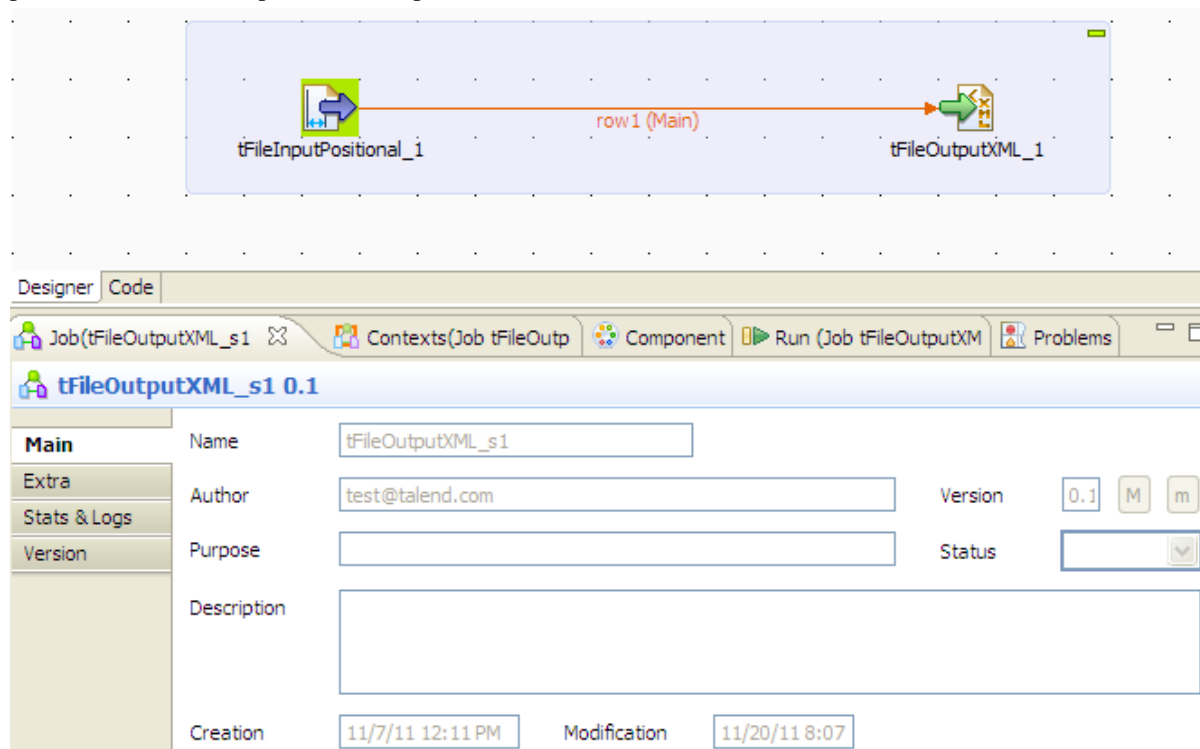 row1 (Main)
tFileInputPositional_1
tFileOutputXML_1
Designer Code
Job(tFileOutputXML_s1 Contexts(Job tFileOutp Component Run (Job tFileOutputXM Problems
tFileOutputXML_s1 0.1
Main
Extra
Stats & Logs
Version
Name tFileOutputXML_s1
Author test@talend.com Version 0.1 M m
Purpose Status
Description
Creation 11/7/11 12:11 PM Modification 11/20/11 8:07